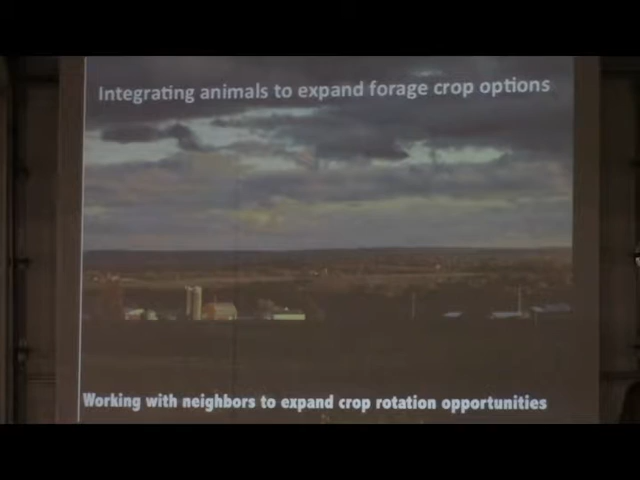 Integrating animals to expand forage crop options
Working with neighbors to expand crop rotation opportunities